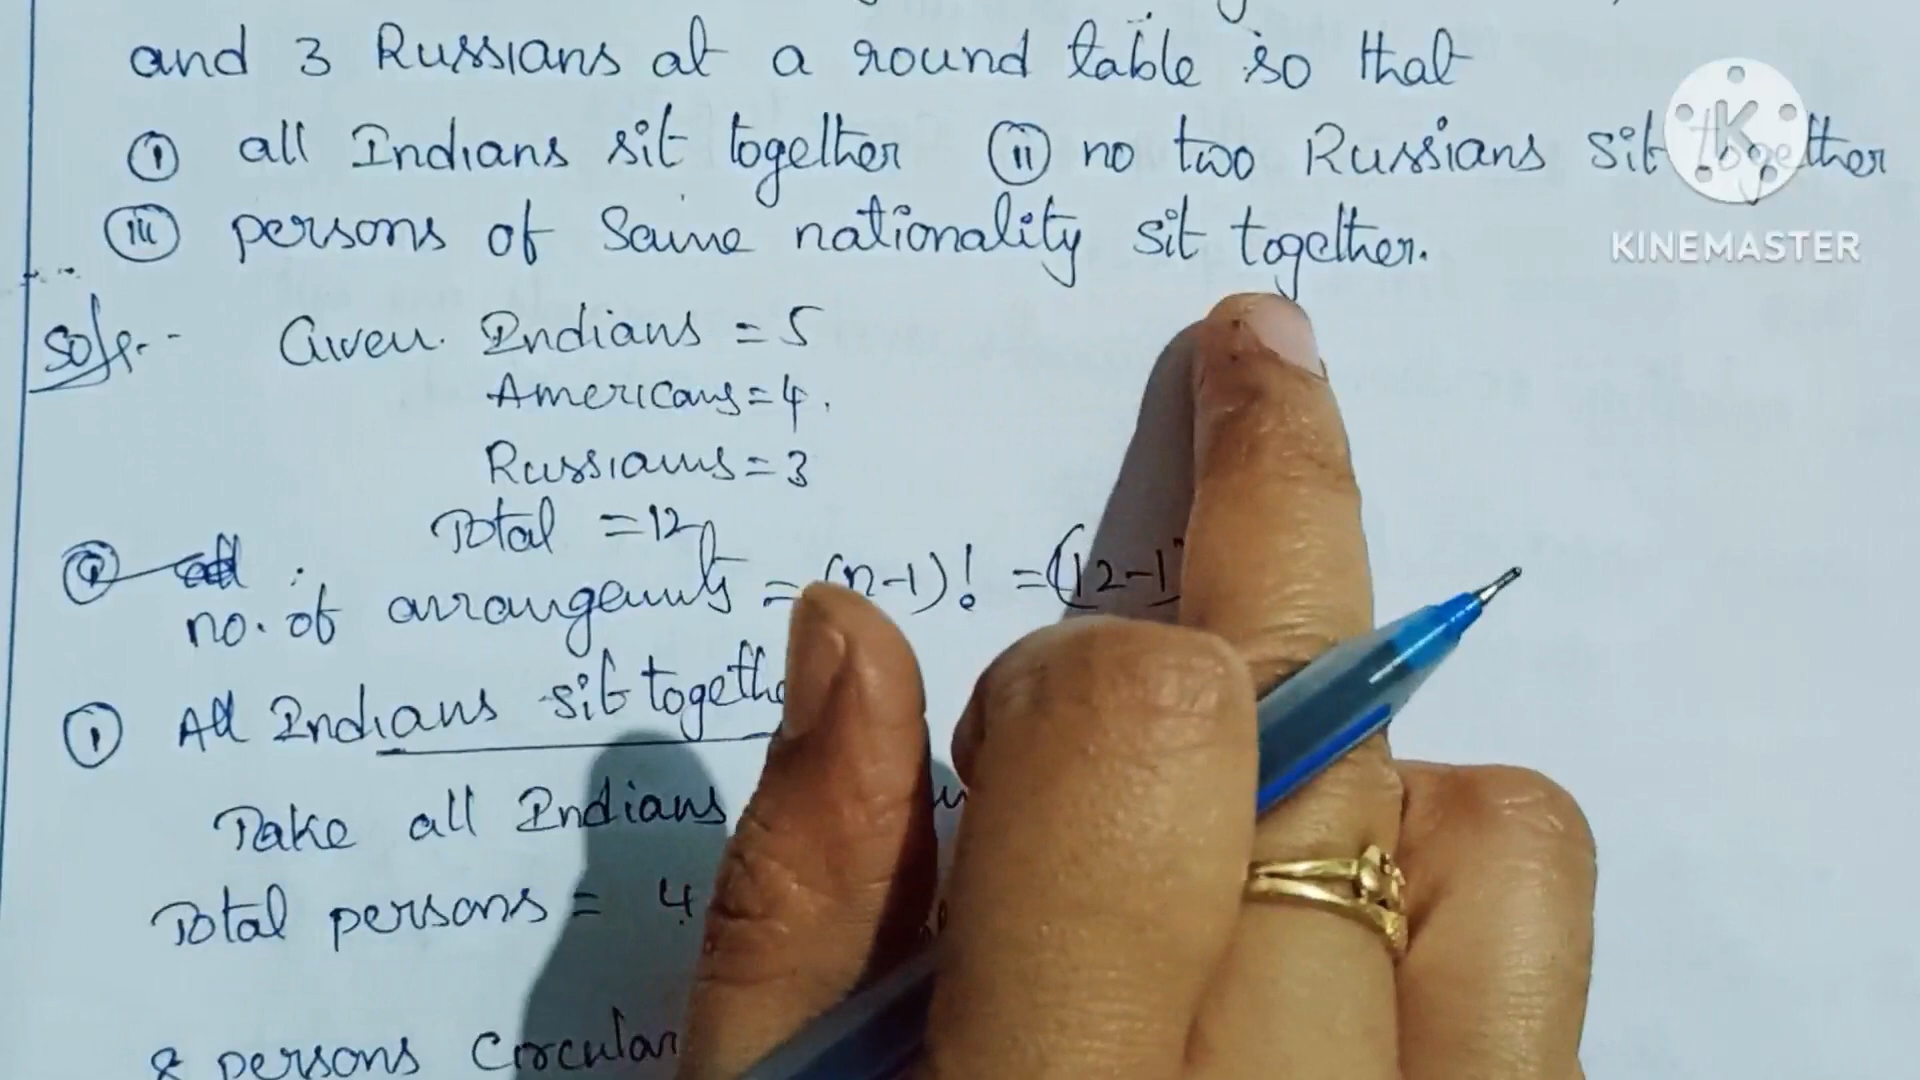 and 3 Russians at a round table so that
(i) all Indians sit together (ii) no two Russians sit together
(iii) persons of Same nationality sit together.
KINEMASTER
Soln:- Given. Indians = 5
Americans = 4.
Russians = 3
Total = 12
no. of arrangements = (n-1)! = (12-1)
(i) All Indians sit togethe
Take all Indians
Total persons = 4
8 persons Circular